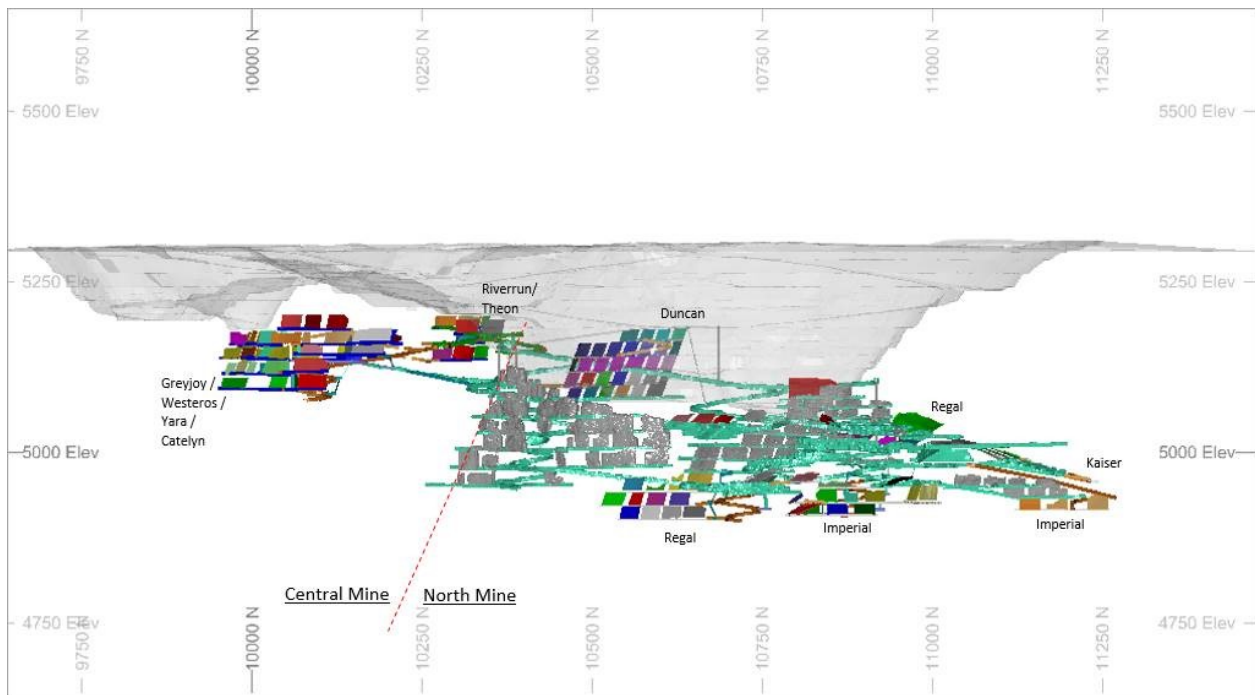 9750 N
10000 N
10250 N
10500 N
10750 N
11000 N
11250 N
5500 Elev
5500 Elev
5250 Elev
5250 Elev
Riverrun/
Theon
Duncan
Greyjoy /
Westeros /
Yara /
Catelyn
Regal
5000 Elev
5000 Elev
Kaiser
Regal
Imperial
Imperial
Central Mine
North Mine
4750 Elev
4750 Elev
9750 N
10000 N
10250 N
10500 N
10750 N
11000 N
11250 N